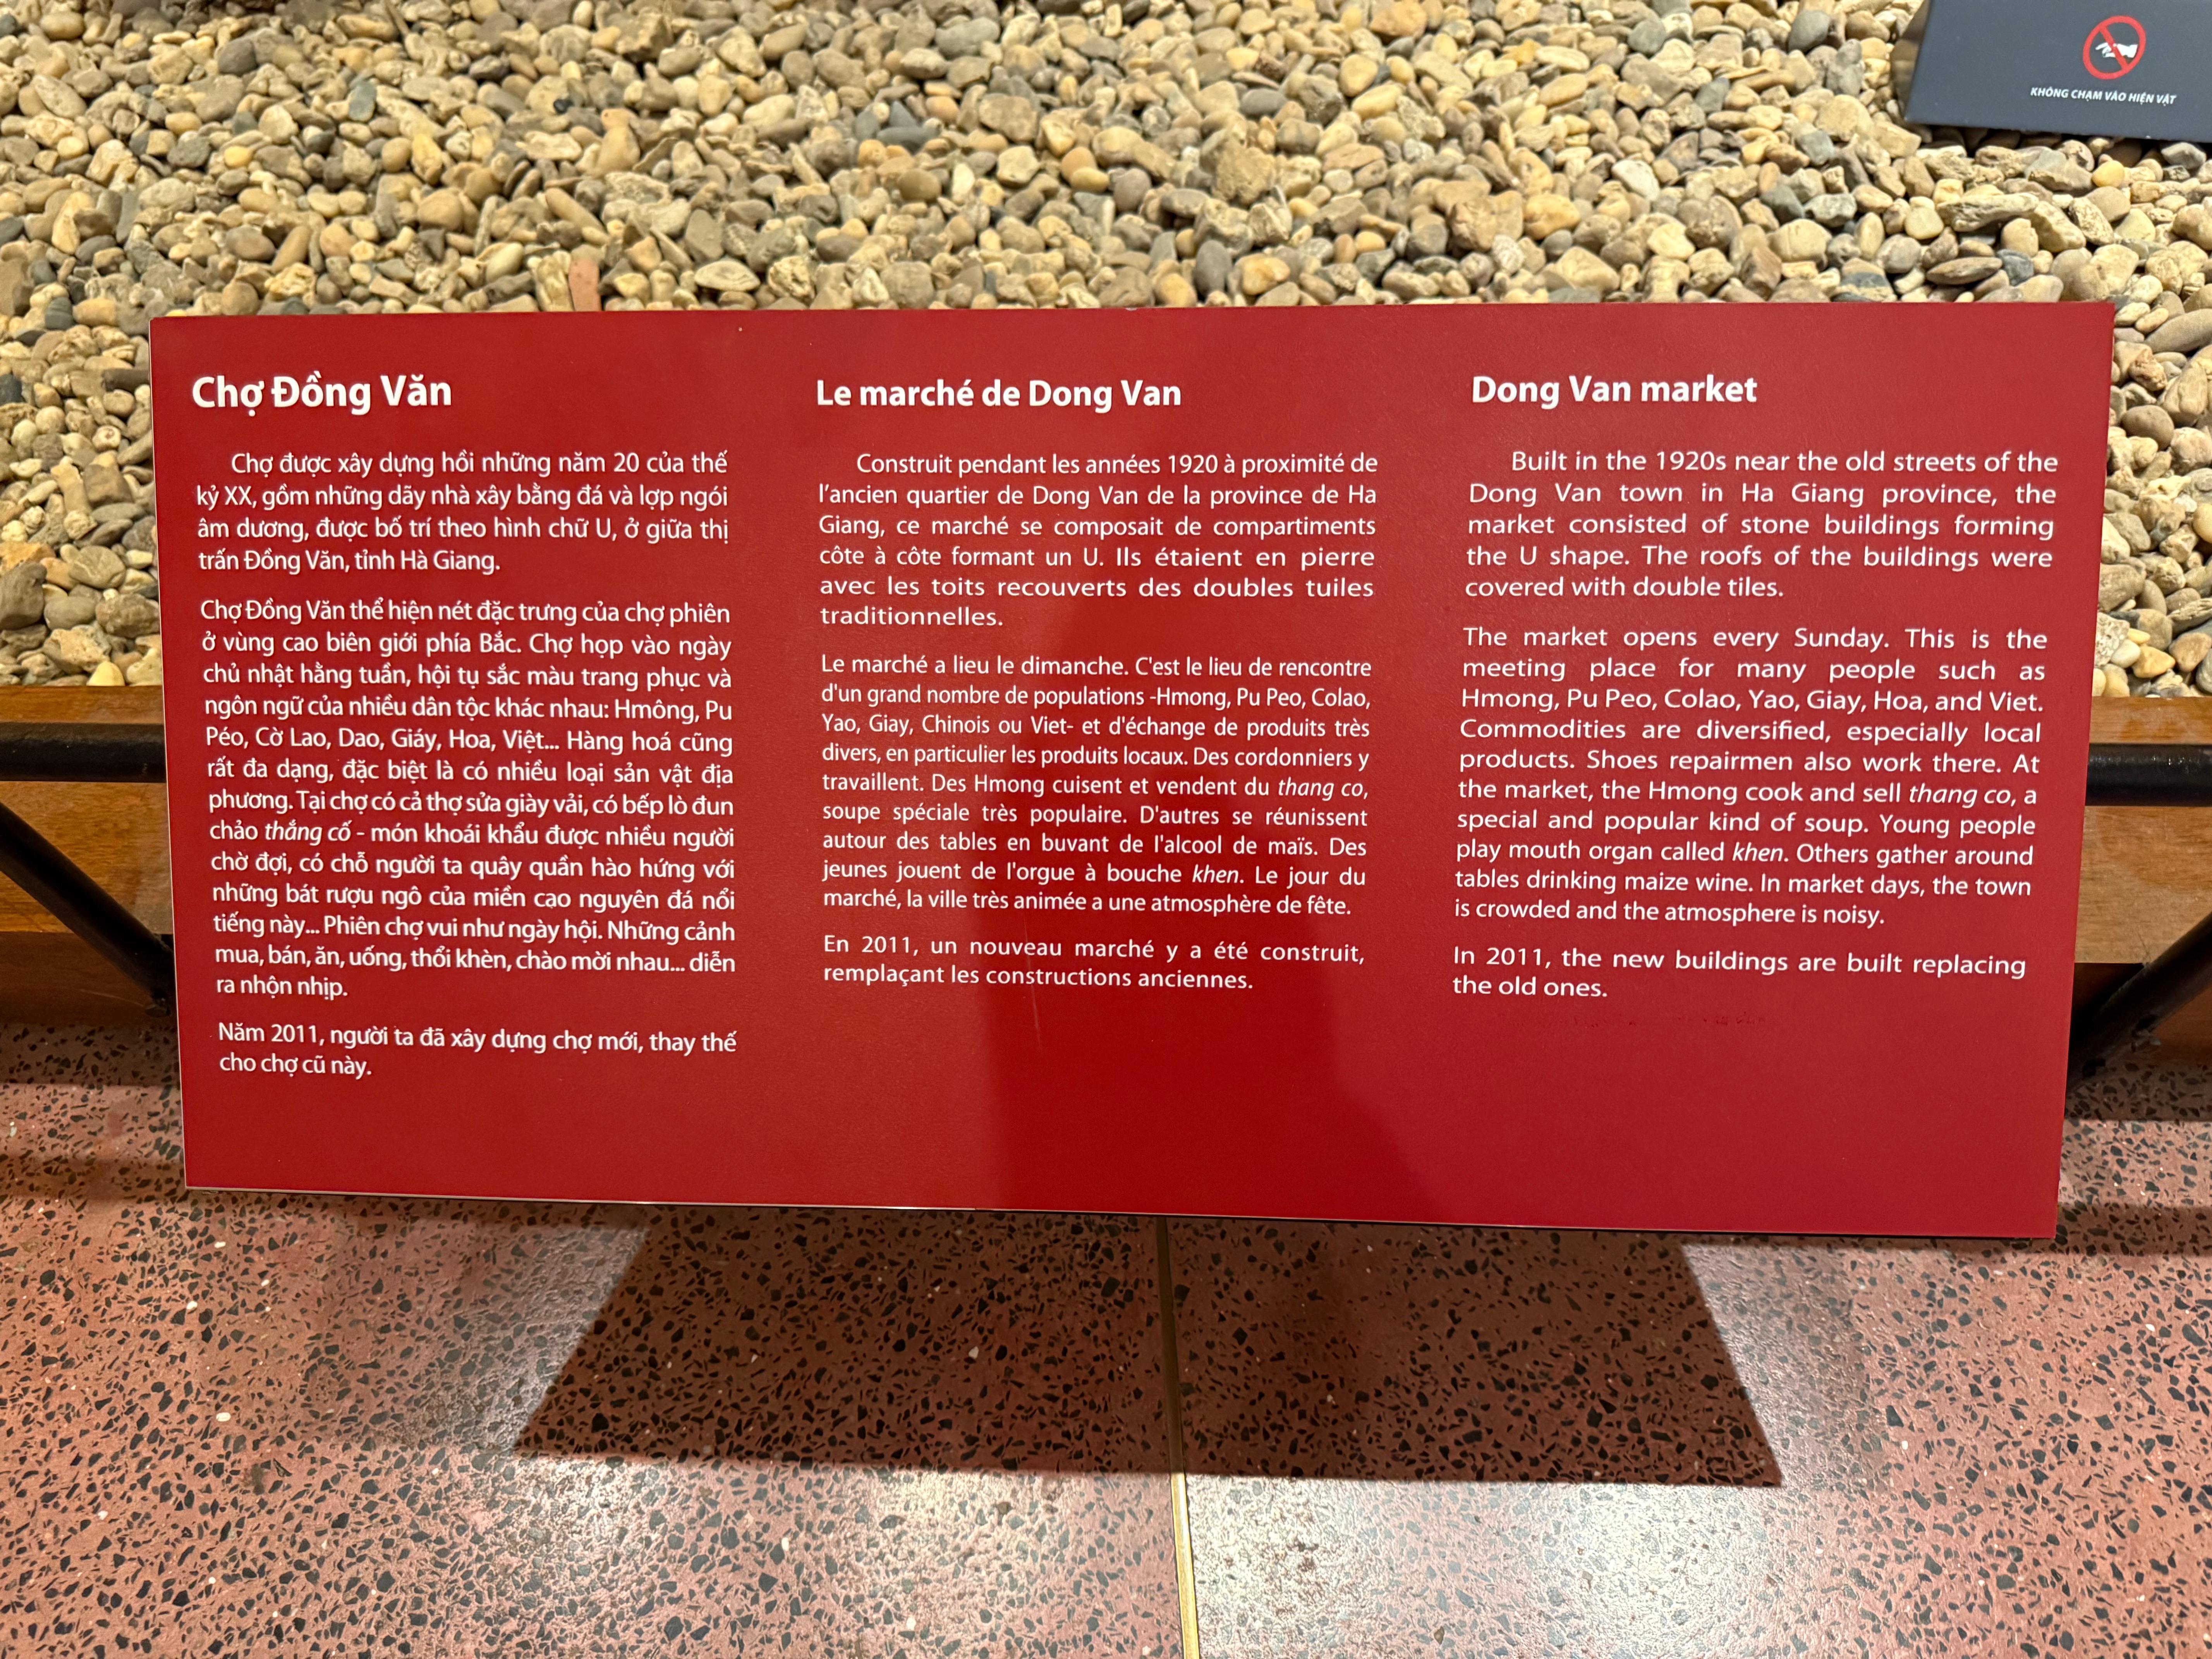 KHÔNG CHẠM VÀO HIỆN VẬT
Chợ Đồng Văn
Chợ được xây dựng hồi những năm 20 của thế
kỷ XX, gồm những dãy nhà xây bằng đá và lợp ngói
âm dương, được bố trí theo hình chữ U, ở giữa thị
trấn Đồng Văn, tỉnh Hà Giang.
Chợ Đồng Văn thể hiện nét đặc trưng của chợ phiên
ở vùng cao biên giới phía Bắc. Chợ họp vào ngày
chủ nhật hằng tuần, hội tụ sắc màu trang phục và
ngôn ngữ của nhiều dân tộc khác nhau: Hmông, Pu
Péo, Cờ Lao, Dao, Giáy, Hoa, Việt... Hàng hoá cũng
rất đa dạng, đặc biệt là có nhiều loại sản vật địa
phương. Tại chợ có cả thợ sửa giày vải, có bếp lò đun
chảo thắng cố - món khoái khẩu được nhiều người
chờ đợi, có chỗ người ta quây quần hào hứng với
những bát rượu ngô của miền cao nguyên đá nổi
tiếng này... Phiên chợ vui như ngày hội. Những cảnh
mua, bán, ăn, uống, thổi khèn, chào mời nhau... diễn
ra nhộn nhịp.
Năm 2011, người ta đã xây dựng chợ mới, thay thế
cho chợ cũ này.
Le marché de Dong Van
Construit pendant les années 1920 à proximité de
l'ancien quartier de Dong Van de la province de Ha
Giang, ce marché se composait de compartiments
côte à côte formant un U. Ils étaient en pierre
avec les toits recouverts des doubles tuiles
traditionnelles.
Le marché a lieu le dimanche. C'est le lieu de rencontre
d'un grand nombre de populations -Hmong, Pu Peo, Colao,
Yao, Giay, Chinois ou Viet- et d'échange de produits très
divers, en particulier les produits locaux. Des cordonniers y
travaillent. Des Hmong cuisent et vendent du thang co,
soupe spéciale très populaire. D'autres se réunissent
autour des tables en buvant de l'alcool de maïs. Des
jeunes jouent de l'orgue à bouche khen. Le jour du
marché, la ville très animée a une atmosphère de fête.
En 2011, un nouveau marché y a été construit,
remplaçant les constructions anciennes.
Dong Van market
Built in the 1920s near the old streets of the
Dong Van town in Ha Giang province, the
market consisted of stone buildings forming
the U shape. The roofs of the buildings were
covered with double tiles.
The market opens every Sunday. This is the
meeting place for many people such as
Hmong, Pu Peo, Colao, Yao, Giay, Hoa, and Viet.
Commodities are diversified, especially local
products. Shoes repairmen also work there. At
the market, the Hmong cook and sell thang co, a
special and popular kind of soup. Young people
play mouth organ called khen. Others gather around
tables drinking maize wine. In market days, the town
is crowded and the atmosphere is noisy.
In 2011, the new buildings are built replacing
the old ones.